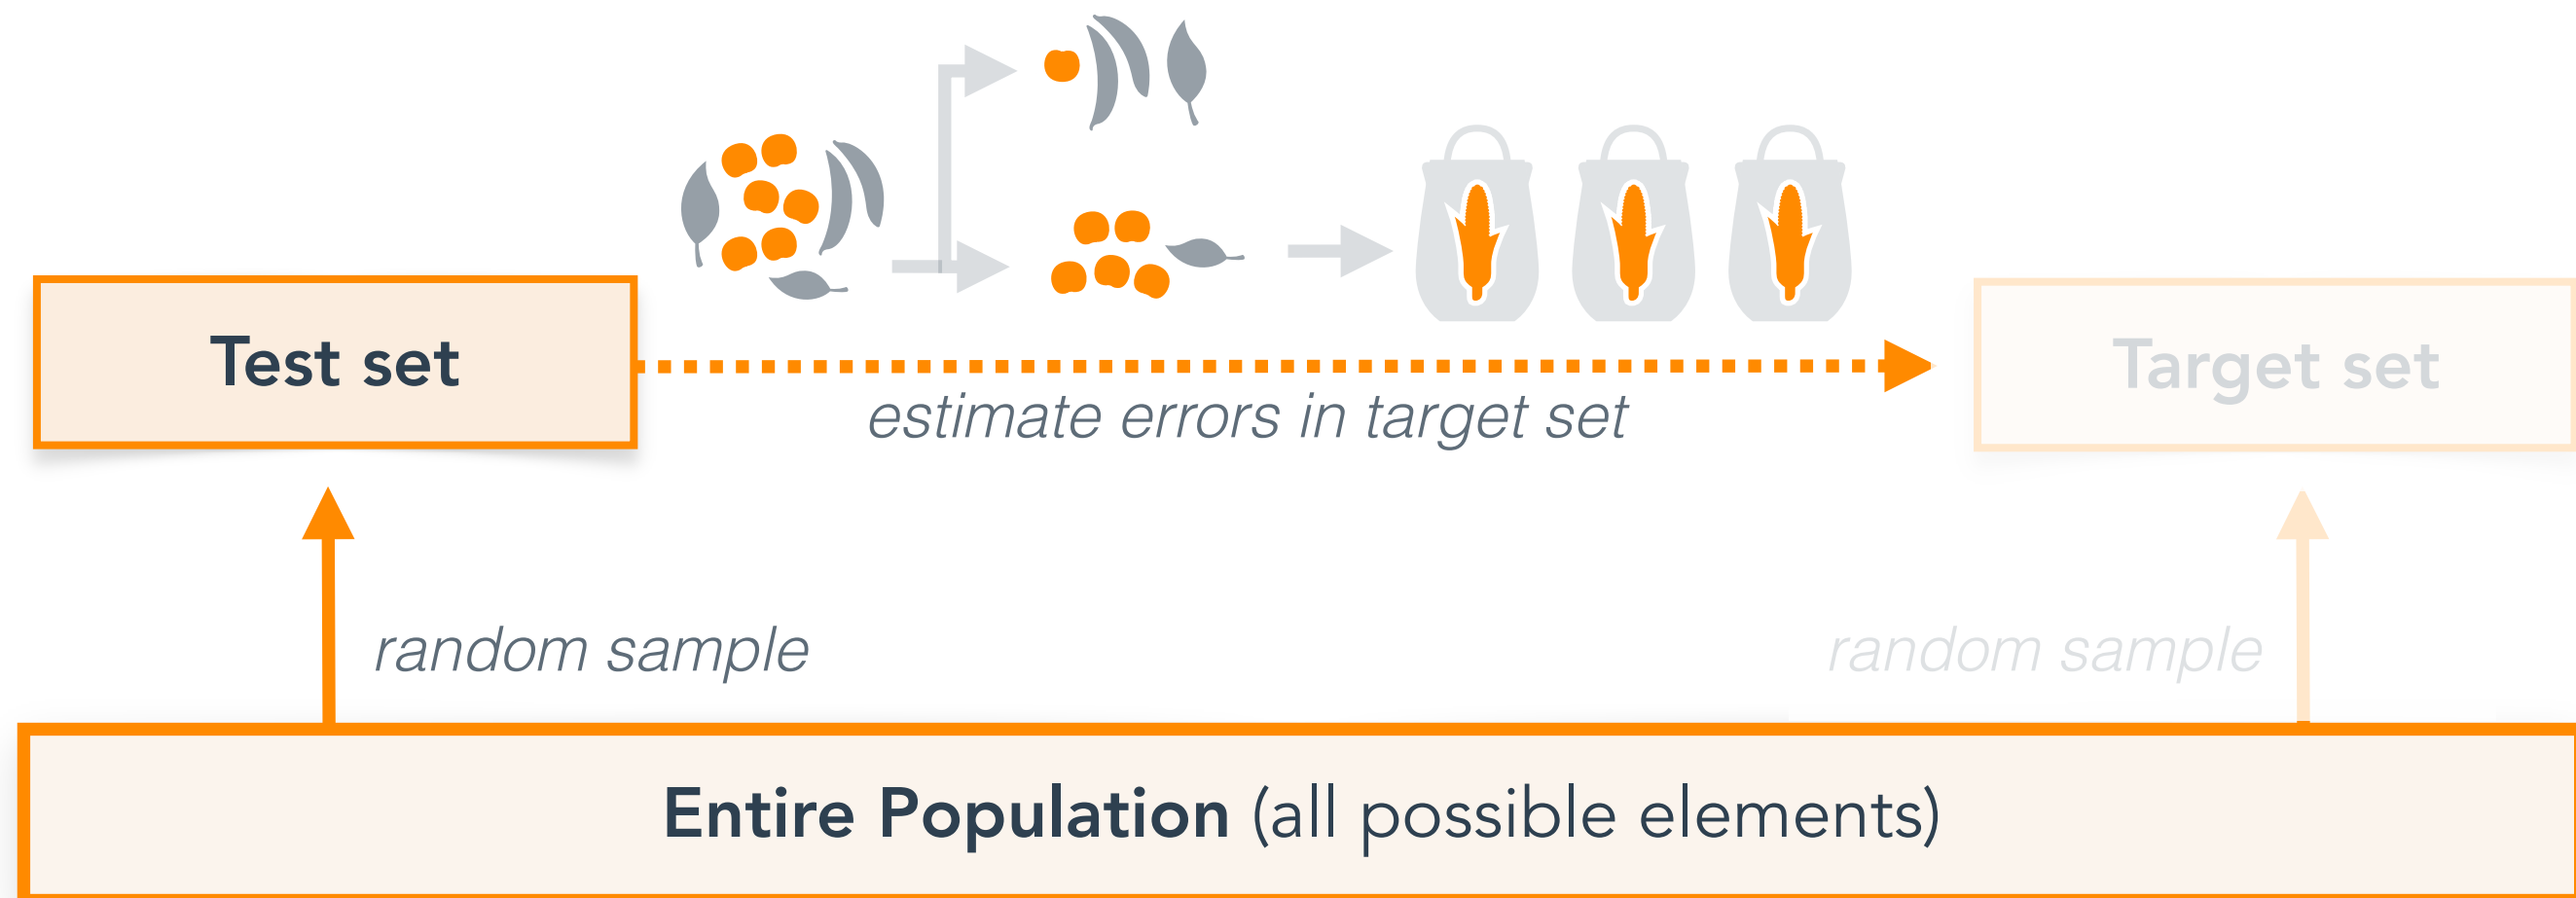 Test set
estimate errors in target set
Target set
random sample
random sample
Entire Population (all possible elements)